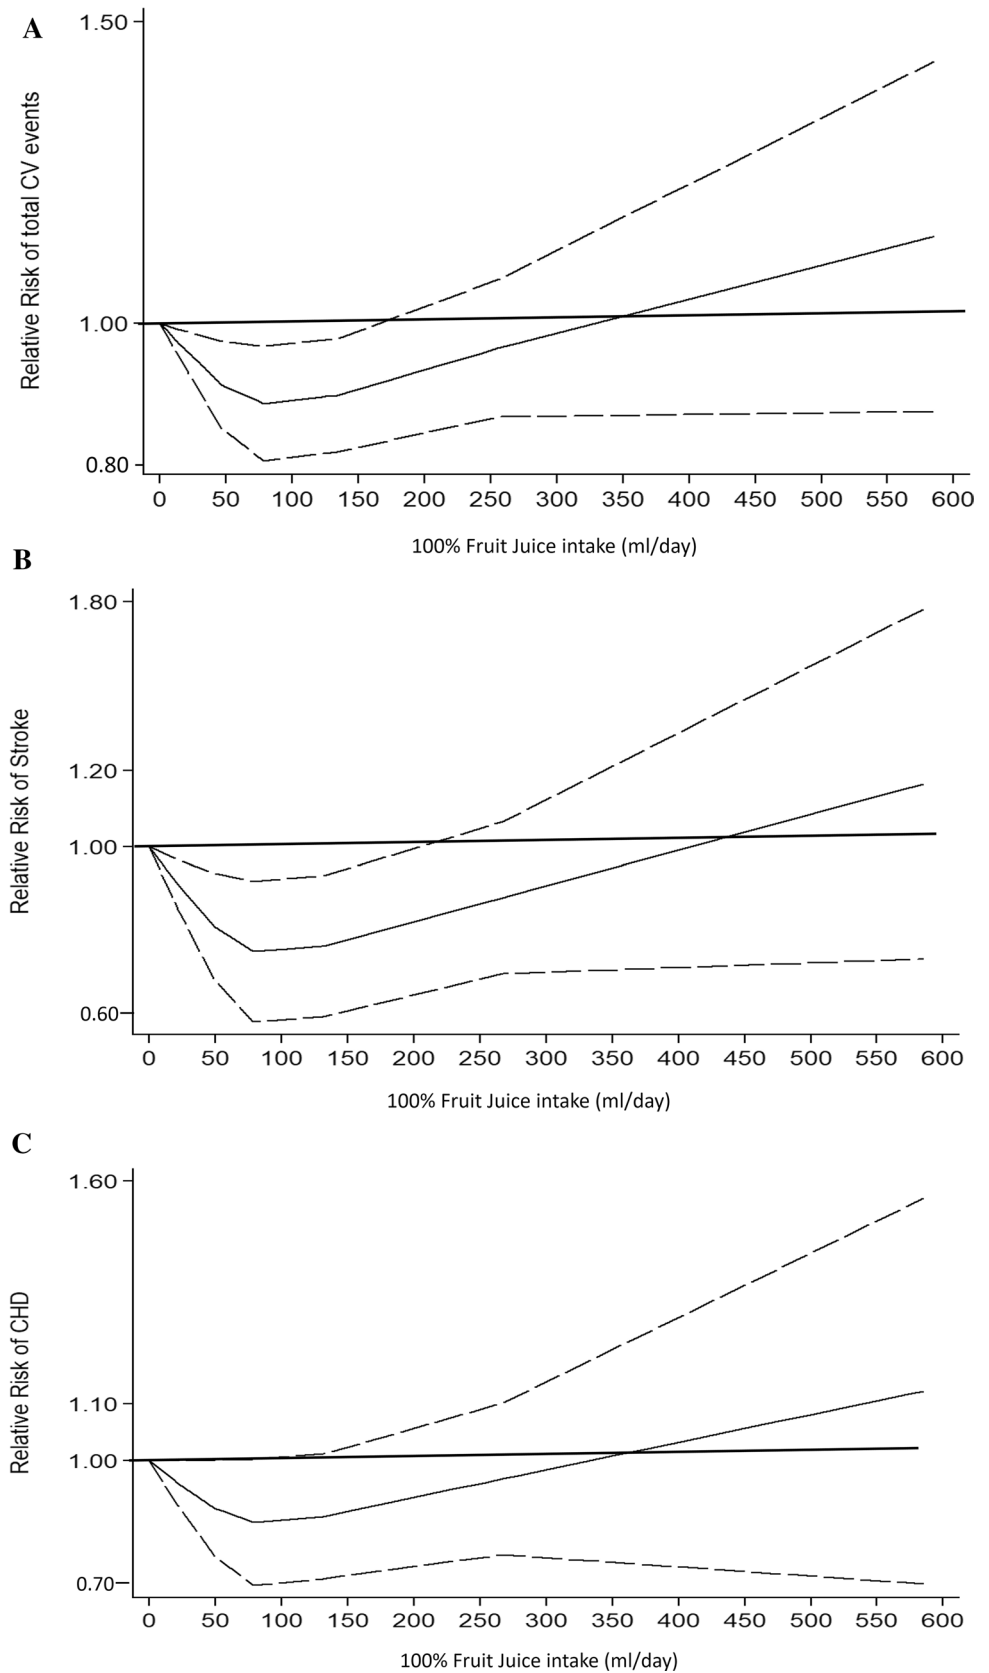 A
1.50
1.00
0.80
Relative Risk of total CV events
0 50 100 150 200 250 300 350 400 450 500 550 600
100% Fruit Juice intake (ml/day)
B
1.80
1.20
1.00
0.60
Relative Risk of Stroke
0 50 100 150 200 250 300 350 400 450 500 550 600
100% Fruit Juice intake (ml/day)
C
1.60
1.10
1.00
0.70
Relative Risk of CHD
0 50 100 150 200 250 300 350 400 450 500 550 600
100% Fruit Juice intake (ml/day)